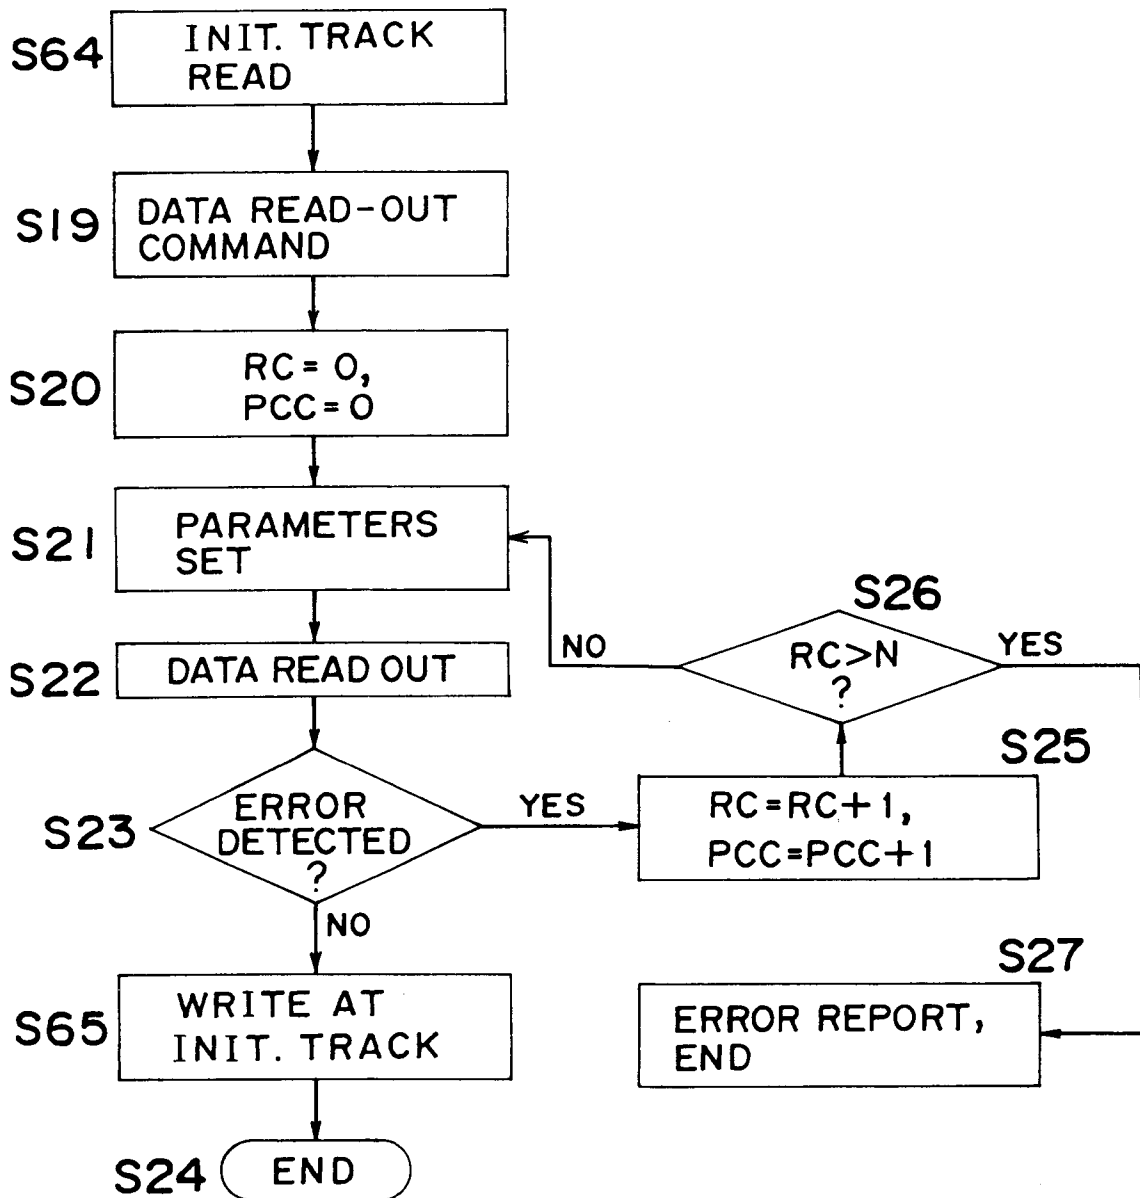 S64
INIT. TRACK
READ
S19
DATA READ-OUT
COMMAND
S20
RC=0,
PCC=0
S21
PARAMETERS
SET
S22
DATA READ OUT
S23
ERROR
DETECTED
?
YES
NO
S26
RC>N
?
NO
YES
S25
RC=RC+1,
PCC=PCC+1
S27
ERROR REPORT,
END
S65
WRITE AT
INIT. TRACK
S24
END